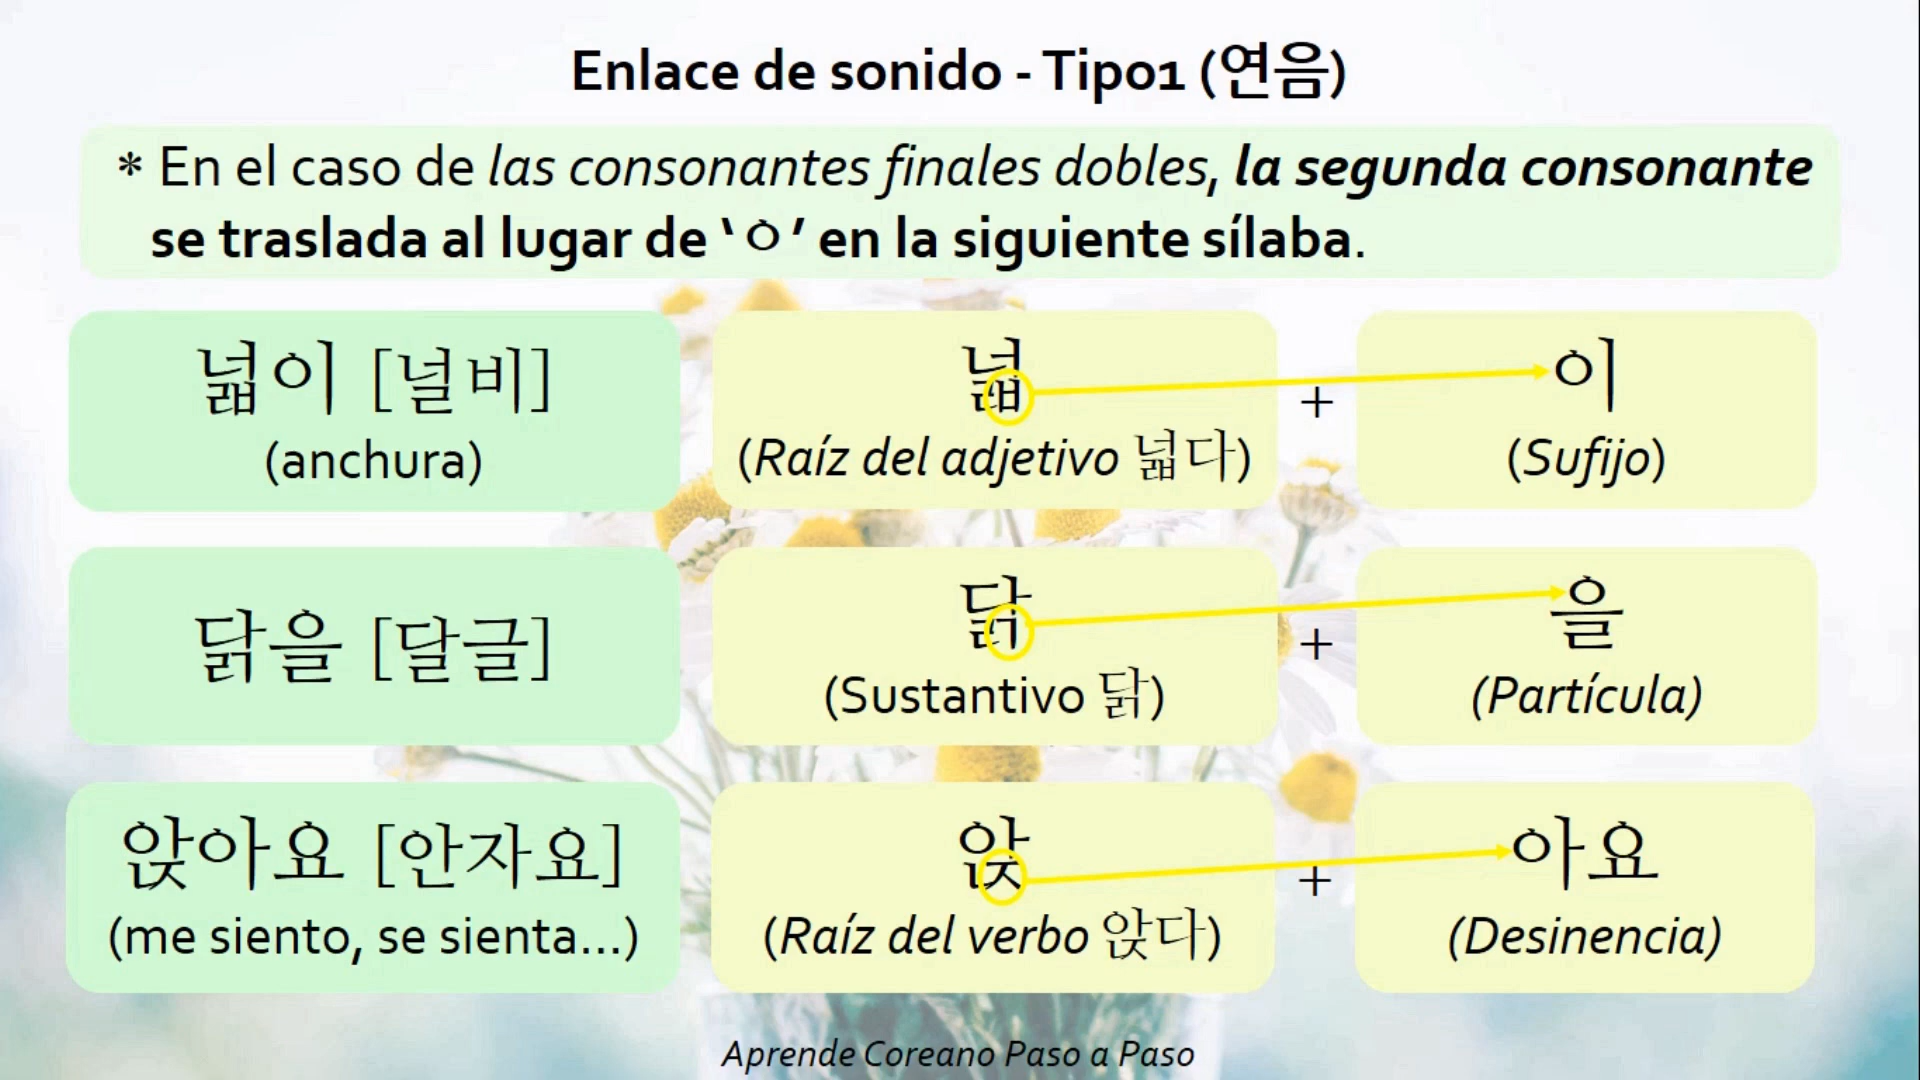 Enlace de sonido - Tipo1 (연음)
* En el caso de las consonantes finales dobles, la segunda consonante
se traslada al lugar de ‘ㅇ’ en la siguiente sílaba.
넓이 [널비]
(anchura)
넓
(Raíz del adjetivo 넓다)
+
이
(Sufijo)
닭을 [달글]
닭
(Sustantivo 닭)
+
을
(Partícula)
앉아요 [안자요]
(me siento, se sienta...)
앉
(Raíz del verbo 앉다)
+
아요
(Desinencia)
Aprende Coreano Paso a Paso